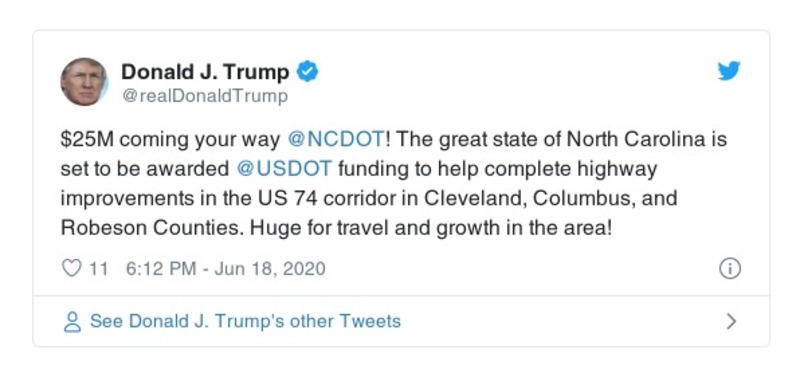 Donald J. Trump
@realDonaldTrump
$25M coming your way @NCDOT! The great state of North Carolina is
set to be awarded @USDOT funding to help complete highway
improvements in the US 74 corridor in Cleveland, Columbus, and
Robeson Counties. Huge for travel and growth in the area!
11 6:12 PM - Jun 18, 2020
See Donald J. Trump's other Tweets